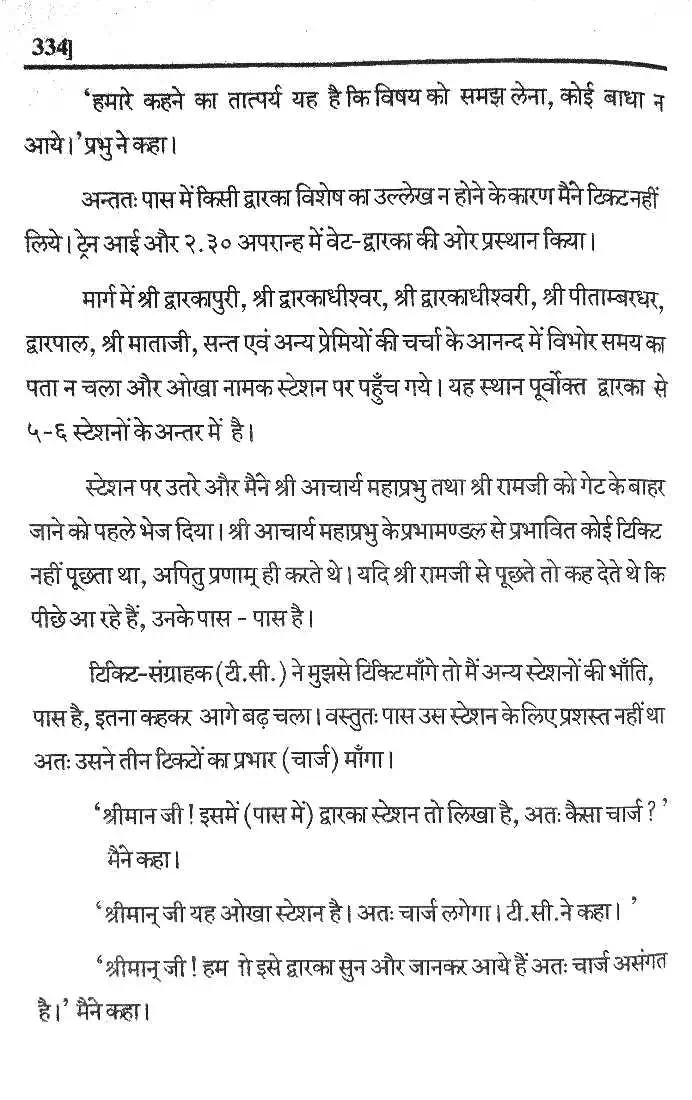 334]
'हमारे कहने का तात्पर्य यह है कि विषय को समझ लेना, कोई बाधा न
आये।' प्रभु ने कहा।
अन्ततः पास में किसी द्वारका विशेष का उल्लेख न होने के कारण मैंने टिकट नहीं
लिये। ट्रेन आई और २.३० अपरान्ह में वेट-द्वारका की ओर प्रस्थान किया।
मार्ग में श्री द्वारकापुरी, श्री द्वारकाधीश्वर, श्री द्वारकाधीश्वरी, श्री पीताम्बरधर,
द्वारपाल, श्री माताजी, सन्त एवं अन्य प्रेमियों की चर्चा के आनन्द में विभोर समय का
पता न चला और ओखा नामक स्टेशन पर पहुँच गये। यह स्थान पूर्वोक्त द्वारका से
५-६ स्टेशनों के अन्तर में है।
स्टेशन पर उतरे और मैंने श्री आचार्य महाप्रभु तथा श्री रामजी को गेट के बाहर
जाने को पहले भेज दिया। श्री आचार्य महाप्रभु के प्रभामण्डल से प्रभावित कोई टिकिट
नहीं पूछता था, अपितु प्रणाम् ही करते थे। यदि श्री रामजी से पूछते तो कह देते थे कि
पीछे आ रहे हैं, उनके पास - पास है।
टिकिट-संग्राहक (टी.सी.) ने मुझसे टिकिट माँगे तो मैं अन्य स्टेशनों की भाँति,
पास है, इतना कहकर आगे बढ़ चला। वस्तुतः पास उस स्टेशन के लिए प्रशस्त नहीं था
अतः उसने तीन टिकटों का प्रभार (चार्ज) माँगा।
'श्रीमान जी ! इसमें (पास में) द्वारका स्टेशन तो लिखा है, अतः कैसा चार्ज ?'
मैंने कहा।
'श्रीमान् जी यह ओखा स्टेशन है। अतः चार्ज लगेगा। टी.सी.ने कहा। '
'श्रीमान् जी ! हम इसे द्वारका सुन और जानकर आये हैं अतः चार्ज असंगत
है।' मैंने कहा।